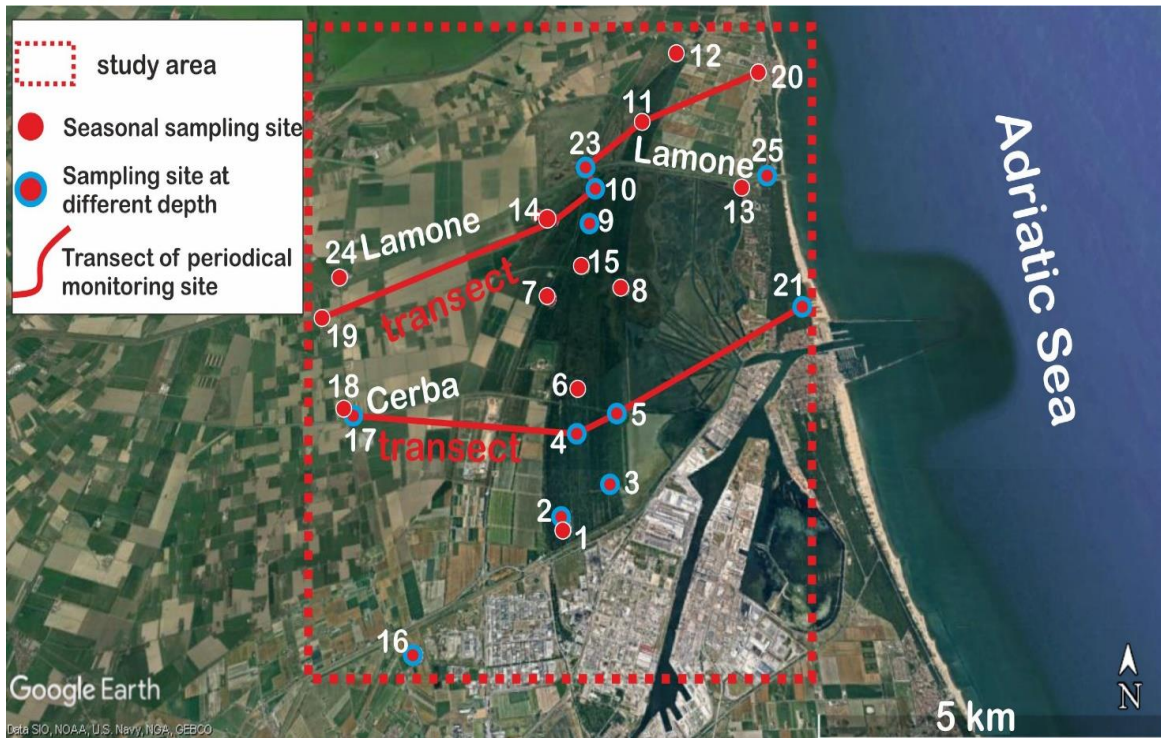 study area
Seasonal sampling site
Sampling site at
different depth
Transect of periodical
monitoring site
12
20
11
23
Lamone
25
10
13
14
9
24
Lamone
15
7
8
21
transect
19
Adriatic Sea
18
Cerba
6
5
17
transect
4
3
2
1
16
Google Earth
Data SIO, NOAA, U.S. Navy, NGA, GEBCO
5 km
N